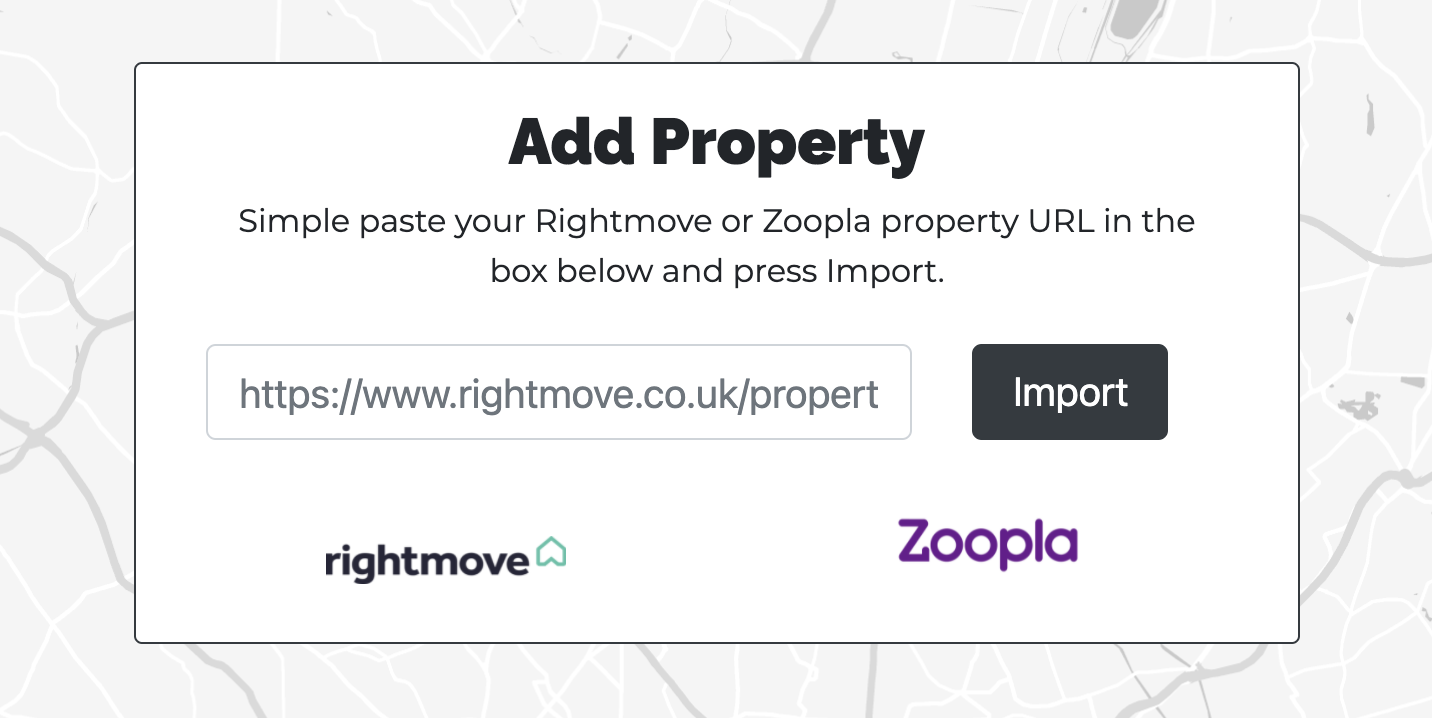 Add Property
Simple paste your Rightmove or Zoopla property URL in the
box below and press Import.
https://www.rightmove.co.uk/propert
Import
rightmove
Zoopla